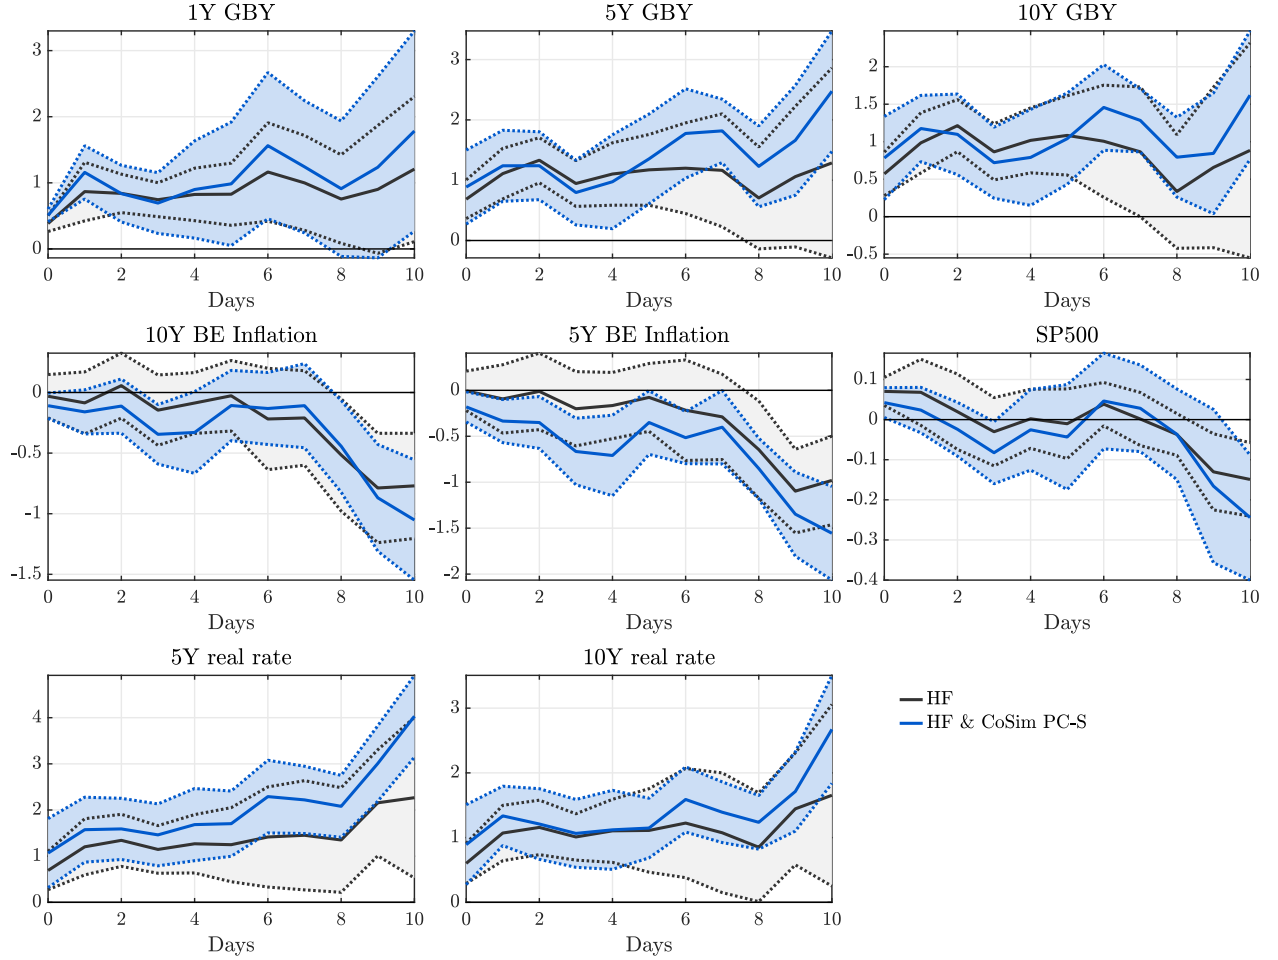 1Y GBY
3
2
1
0
0 2 4 6 8 10
Days
5Y GBY
3
2
1
0
0 2 4 6 8 10
Days
10Y GBY
2
1.5
1
0.5
0
-0.5
0 2 4 6 8 10
Days
10Y BE Inflation
0
-0.5
-1
-1.5
0 2 4 6 8 10
Days
5Y BE Inflation
0
-0.5
-1
-1.5
-2
0 2 4 6 8 10
Days
SP500
0.1
0
-0.1
-0.2
-0.3
-0.4
0 2 4 6 8 10
Days
5Y real rate
4
3
2
1
0
0 2 4 6 8 10
Days
10Y real rate
3
2
1
0
0 2 4 6 8 10
Days
HF
HF & CoSim PC-S